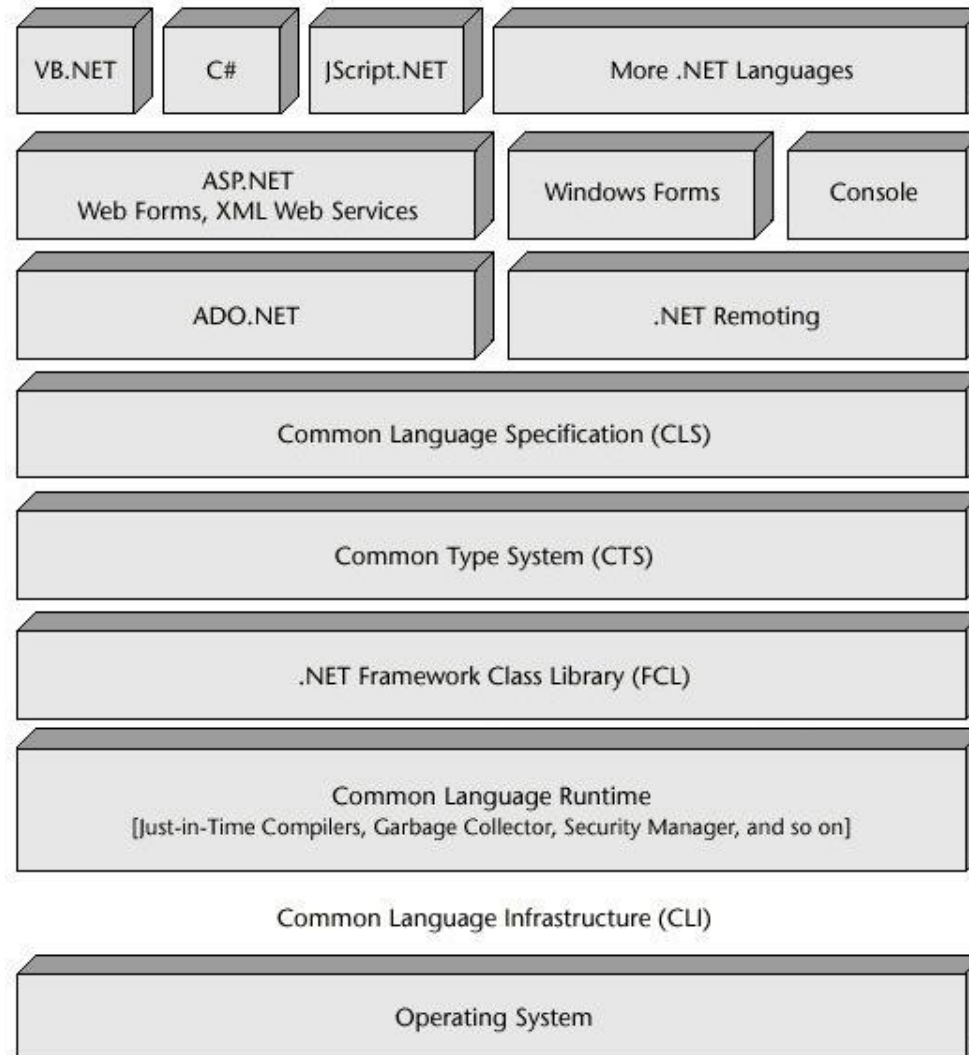 VB.NET
C#
JScript.NET
More .NET Languages
ASP.NET
Web Forms, XML Web Services
Windows Forms
Console
ADO.NET
.NET Remoting
Common Language Specification (CLS)
Common Type System (CTS)
.NET Framework Class Library (FCL)
Common Language Runtime
[Just-in-Time Compilers, Garbage Collector, Security Manager, and so on]
Common Language Infrastructure (CLI)
Operating System